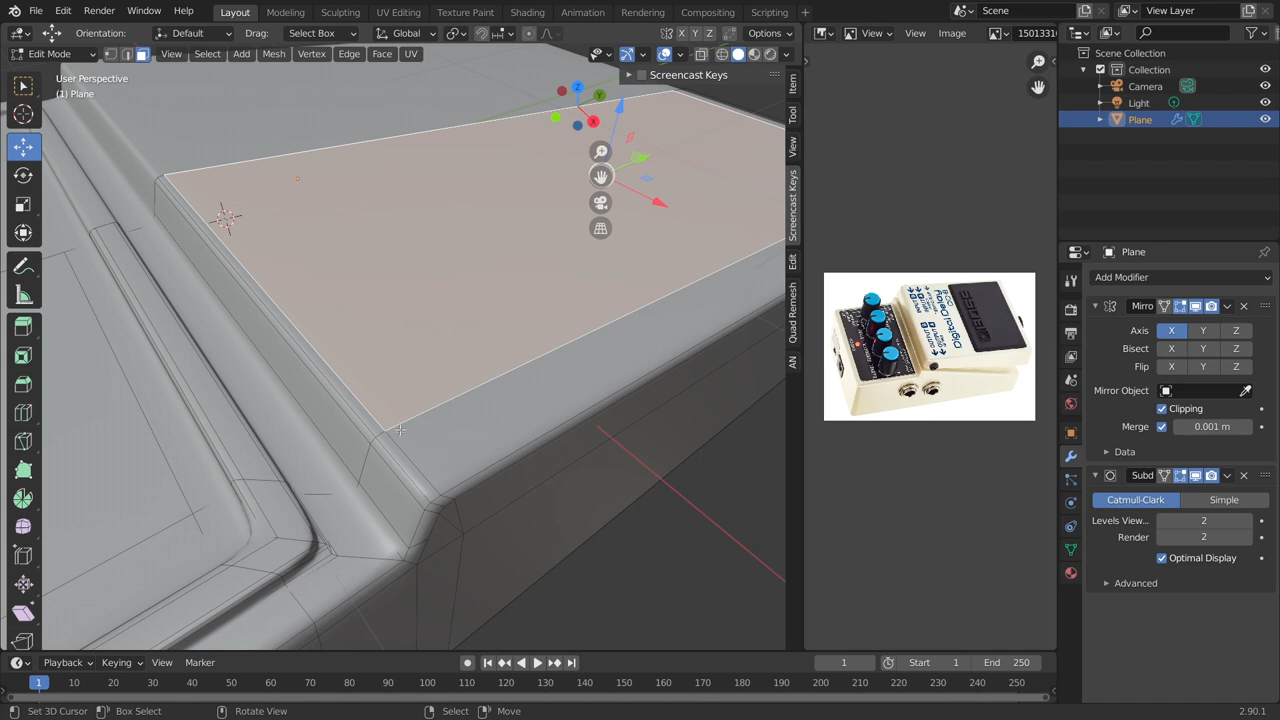 File Edit Render Window Help Layout Modeling Sculpting UV Editing Texture Paint Shading Animation Rendering Compositing Scripting + Scene View Layer
Orientation: Default Drag: Select Box Global X Y Z Options View View Image 15013310
Edit Mode View Select Add Mesh Vertex Edge Face UV
User Perspective
(1) Plane
Screencast Keys
Z
Y
X
Item
Tool
View
Screencast Keys
Edit
Quad Remesh
AN
Digital Delay
Scene Collection
Collection
Camera
Light
Plane
Plane
Add Modifier
Mirro
Axis X Y Z
Bisect X Y Z
Flip X Y Z
Mirror Object
Clipping
Merge 0.001 m
Data
Subd
Catmull-Clark Simple
Levels View... 2
Render 2
Optimal Display
Advanced
Playback Keying View Marker 1 Start 1 End 250
1 10 20 30 40 50 60 70 80 90 100 110 120 130 140 150 160 170 180 190 200 210 220 230 240 250
Set 3D Cursor Box Select Rotate View Select Move 2.90.1